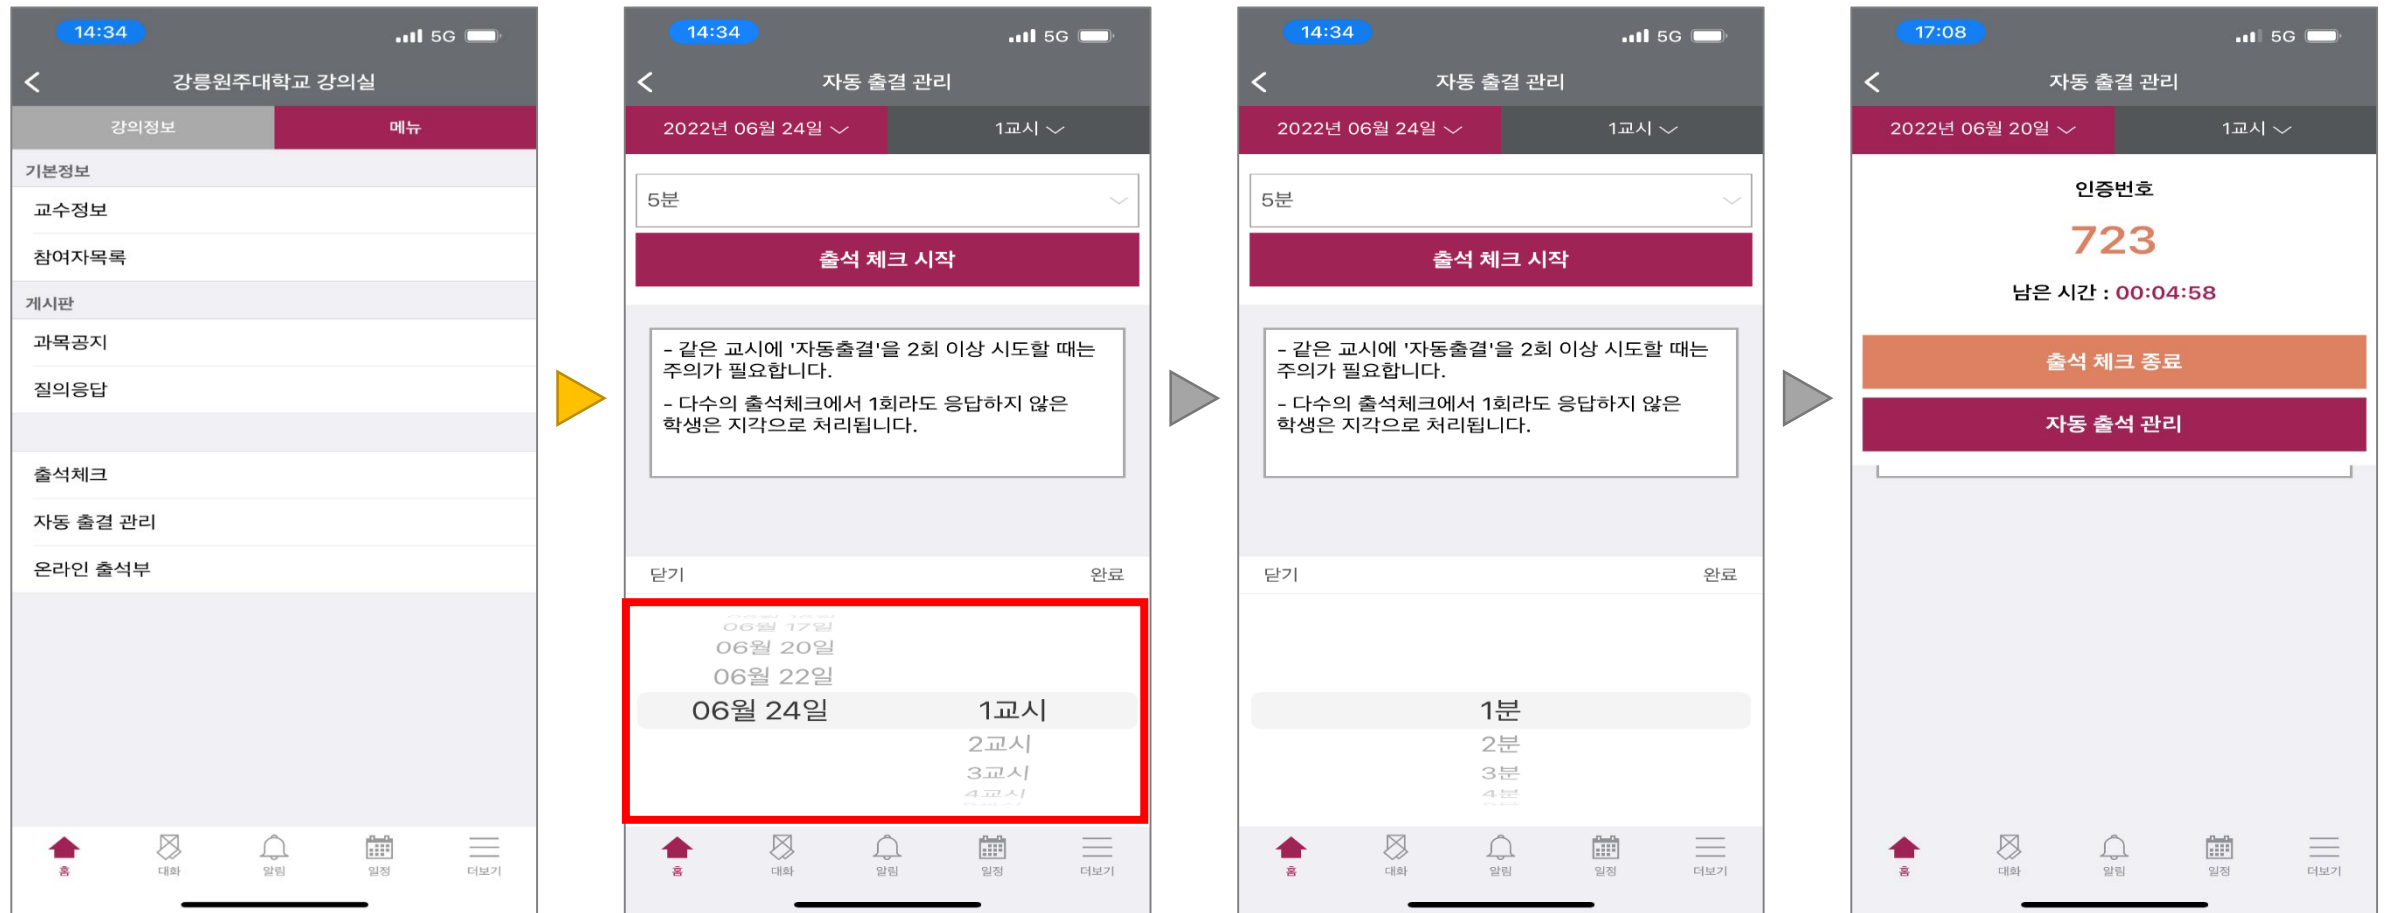 14:34
5G
강릉원주대학교 강의실
강의정보
메뉴
기본정보
교수정보
참여자목록
게시판
과목공지
질의응답
출석체크
자동 출결 관리
온라인 출석부
홈
대화
알림
일정
더보기
14:34
5G
자동 출결 관리
2022년 06월 24일
1교시
5분
출석 체크 시작
- 같은 교시에 '자동출결'을 2회 이상 시도할 때는
주의가 필요합니다.
- 다수의 출석체크에서 1회라도 응답하지 않은
학생은 지각으로 처리됩니다.
닫기
완료
06월 17일
06월 20일
06월 22일
06월 24일
1교시
2교시
3교시
4교시
홈
대화
알림
일정
더보기
14:34
5G
자동 출결 관리
2022년 06월 24일
1교시
5분
출석 체크 시작
- 같은 교시에 '자동출결'을 2회 이상 시도할 때는
주의가 필요합니다.
- 다수의 출석체크에서 1회라도 응답하지 않은
학생은 지각으로 처리됩니다.
닫기
완료
1분
2분
3분
4분
홈
대화
알림
일정
더보기
17:08
5G
자동 출결 관리
2022년 06월 20일
1교시
인증번호
723
남은 시간 : 00:04:58
출석 체크 종료
자동 출석 관리
홈
대화
알림
일정
더보기